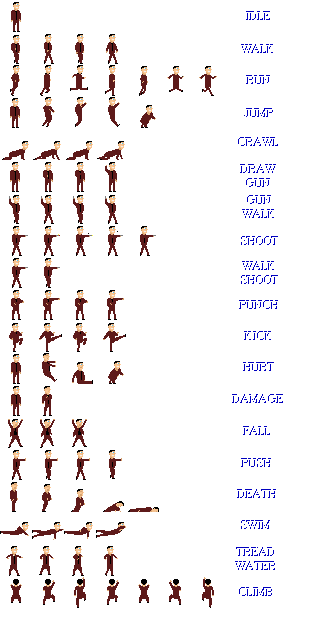 IDLE
WALK
RUN
JUMP
CRAWL
DRAW
GUN
GUN
WALK
SHOOT
WALK
SHOOT
PUNCH
KICK
HURT
DAMAGE
FALL
PUSH
DEATH
SWIM
TREAD
WATER
CLIMB